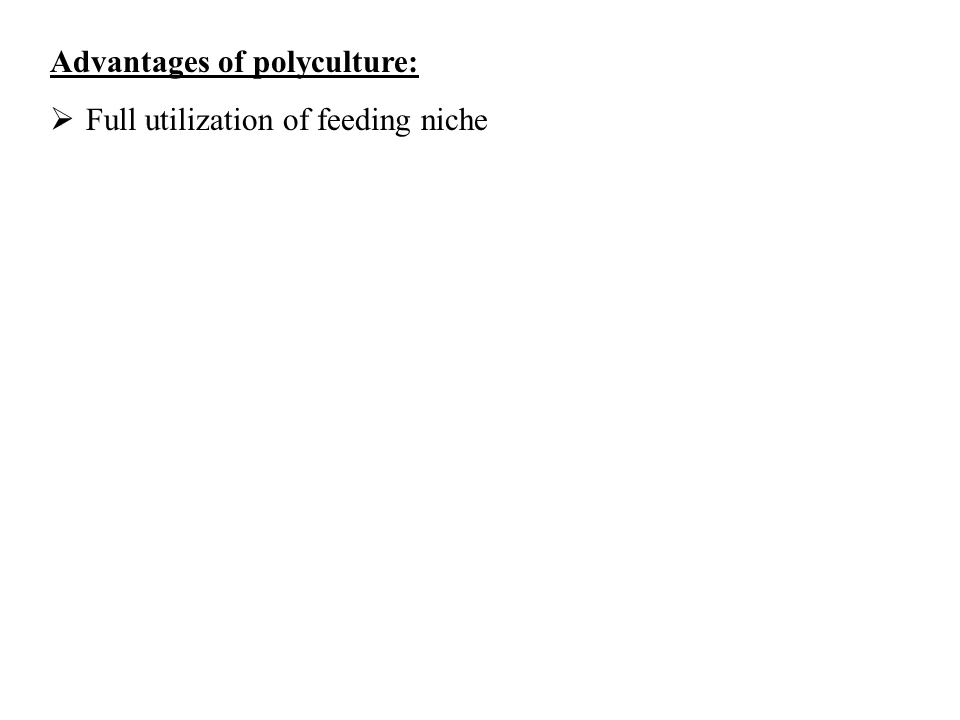 Advantages of polyculture:
➢ Full utilization of feeding niche